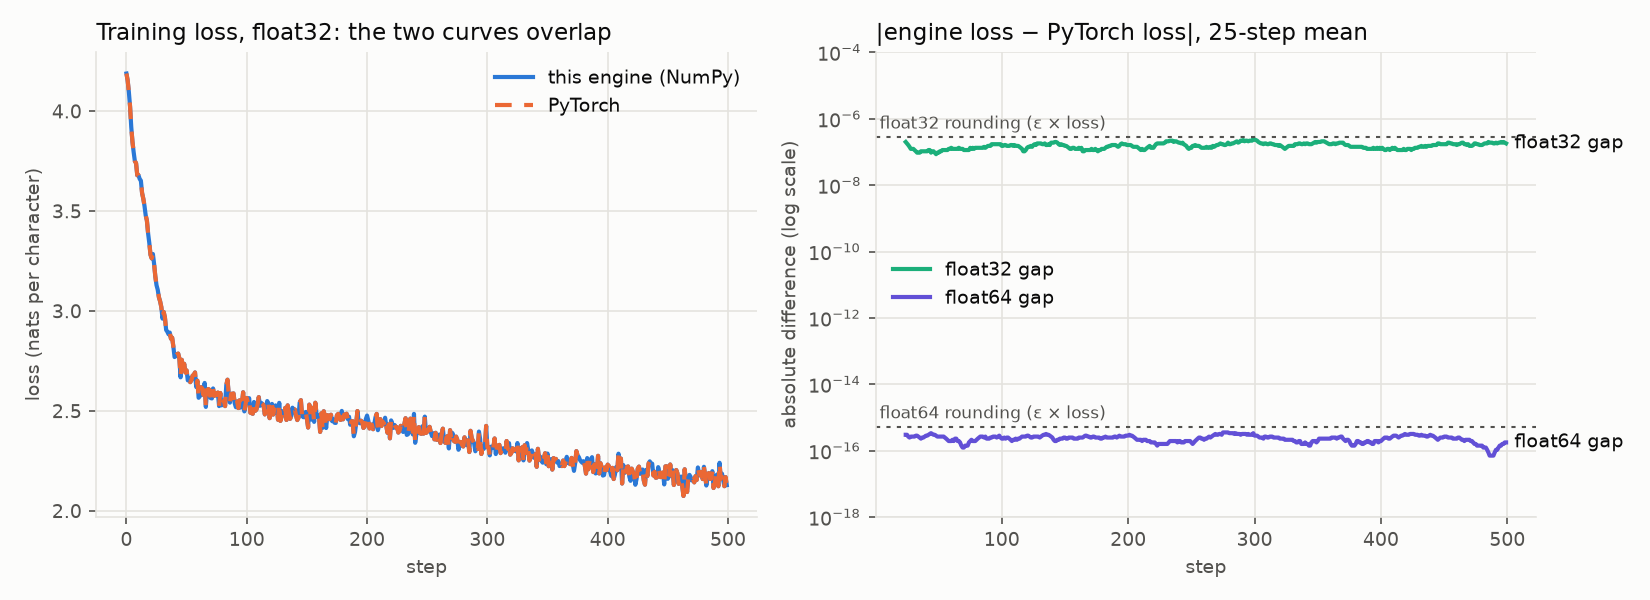 Training loss, float32: the two curves overlap
this engine (NumPy)
PyTorch
loss (nats per character)
4.0
3.5
3.0
2.5
2.0
0 100 200 300 400 500
step
|engine loss − PyTorch loss|, 25-step mean
absolute difference (log scale)
10⁻⁴
10⁻⁶
10⁻⁸
10⁻¹⁰
10⁻¹²
10⁻¹⁴
10⁻¹⁶
10⁻¹⁸
float32 rounding (ε × loss)
float32 gap
float32 gap
float64 gap
float64 rounding (ε × loss)
float64 gap
100 200 300 400 500
step